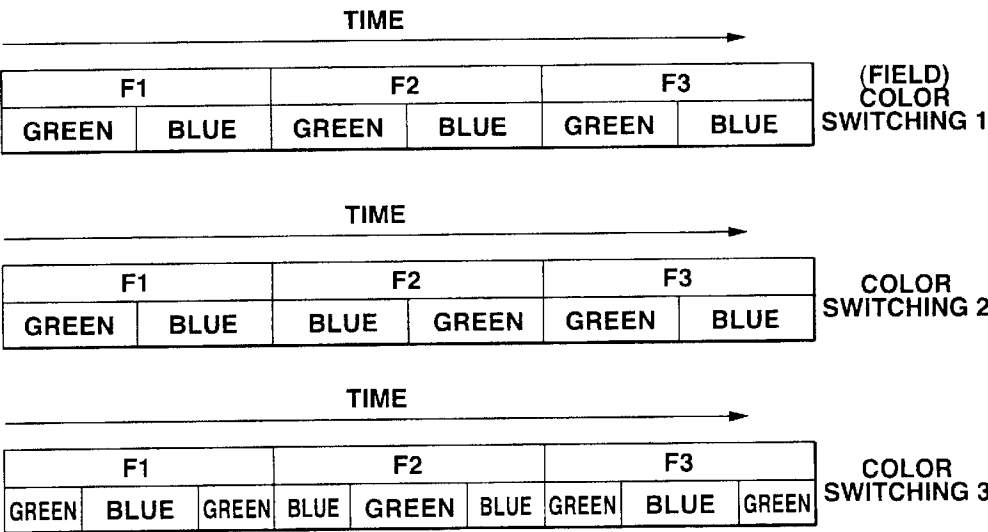 TIME
F1 F2 F3
(FIELD)
COLOR
SWITCHING 1
GREEN BLUE GREEN BLUE GREEN BLUE
TIME
F1 F2 F3
COLOR
SWITCHING 2
GREEN BLUE BLUE GREEN GREEN BLUE
TIME
F1 F2 F3
COLOR
SWITCHING 3
GREEN BLUE GREEN BLUE GREEN BLUE GREEN BLUE GREEN